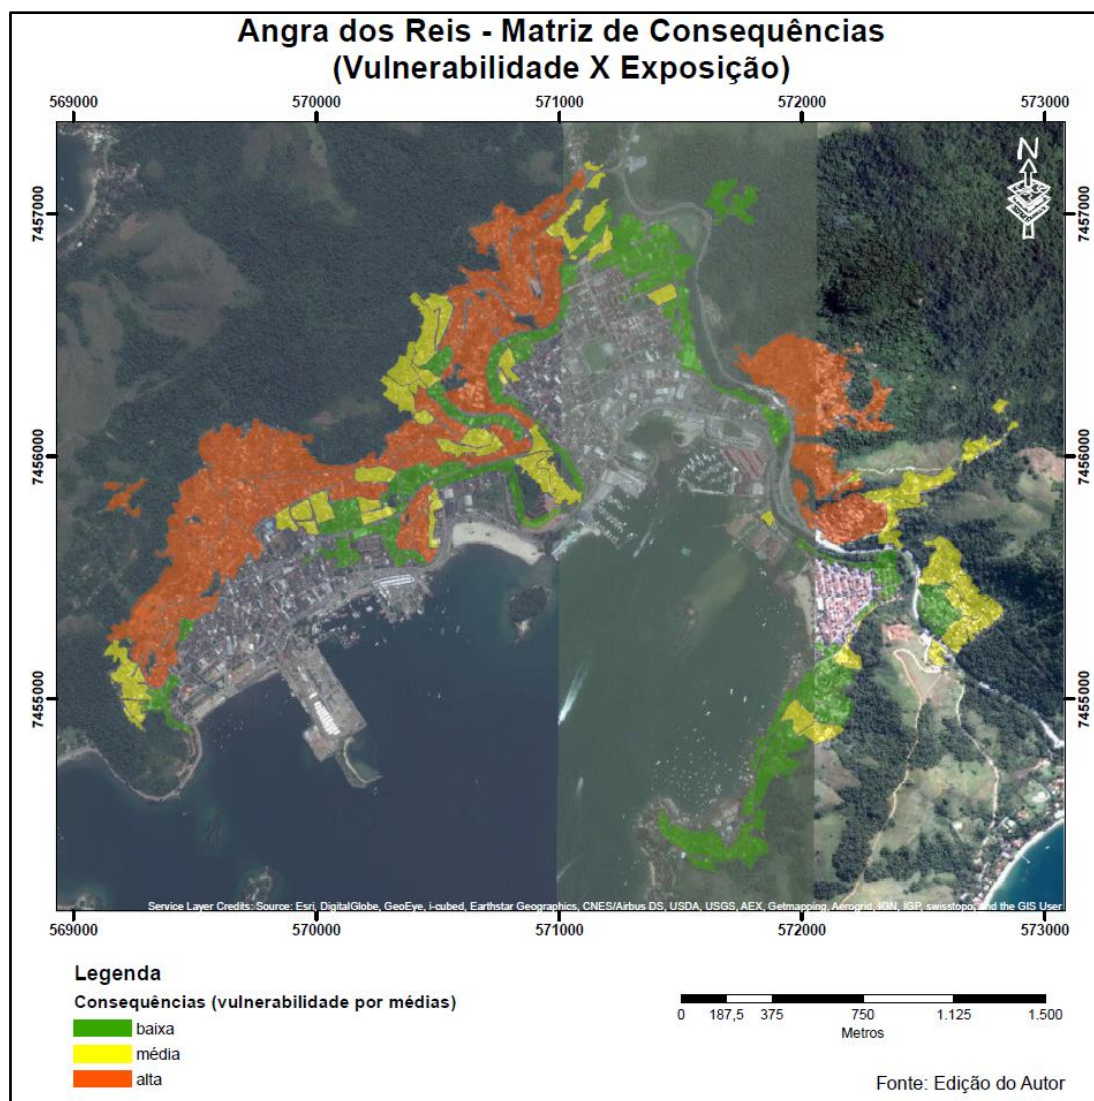 Angra dos Reis - Matriz de Consequências
(Vulnerabilidade X Exposição)
569000 570000 571000 572000 573000
N
7457000 7457000
7456000 7456000
7455000 7455000
Service Layer Credits: Source: Esri, DigitalGlobe, GeoEye, i-cubed, Earthstar Geographics, CNES/Airbus DS, USDA, USGS, AEX, Getmapping, Aerogrid, IGN, IGP, swisstopo, and the GIS User
569000 570000 571000 572000 573000
Legenda
Consequências (vulnerabilidade por médias)
baixa
média
alta
0 187,5 375 750 1.125 1.500
Metros
Fonte: Edição do Autor